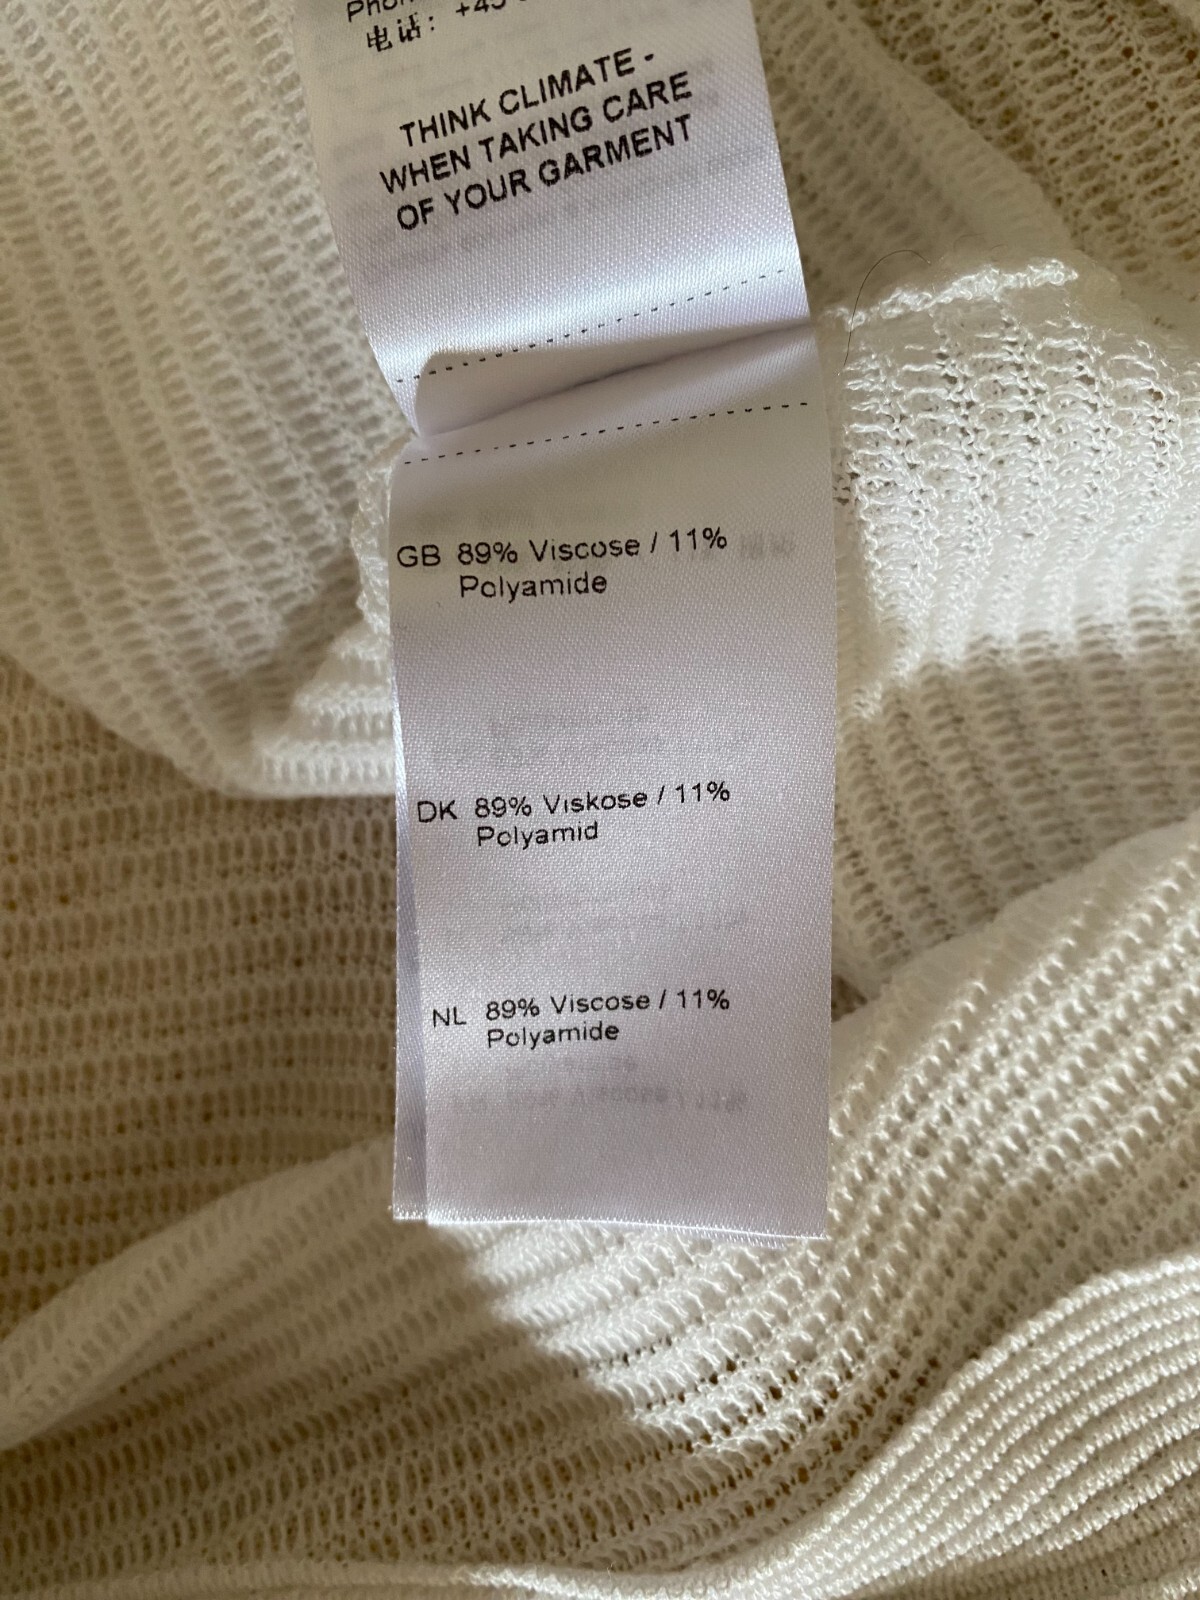 电话: +45
THINK CLIMATE -
WHEN TAKING CARE
OF YOUR GARMENT
GB 89% Viscose / 11%
Polyamide
DK 89% Viskose / 11%
Polyamid
NL 89% Viscose / 11%
Polyamide